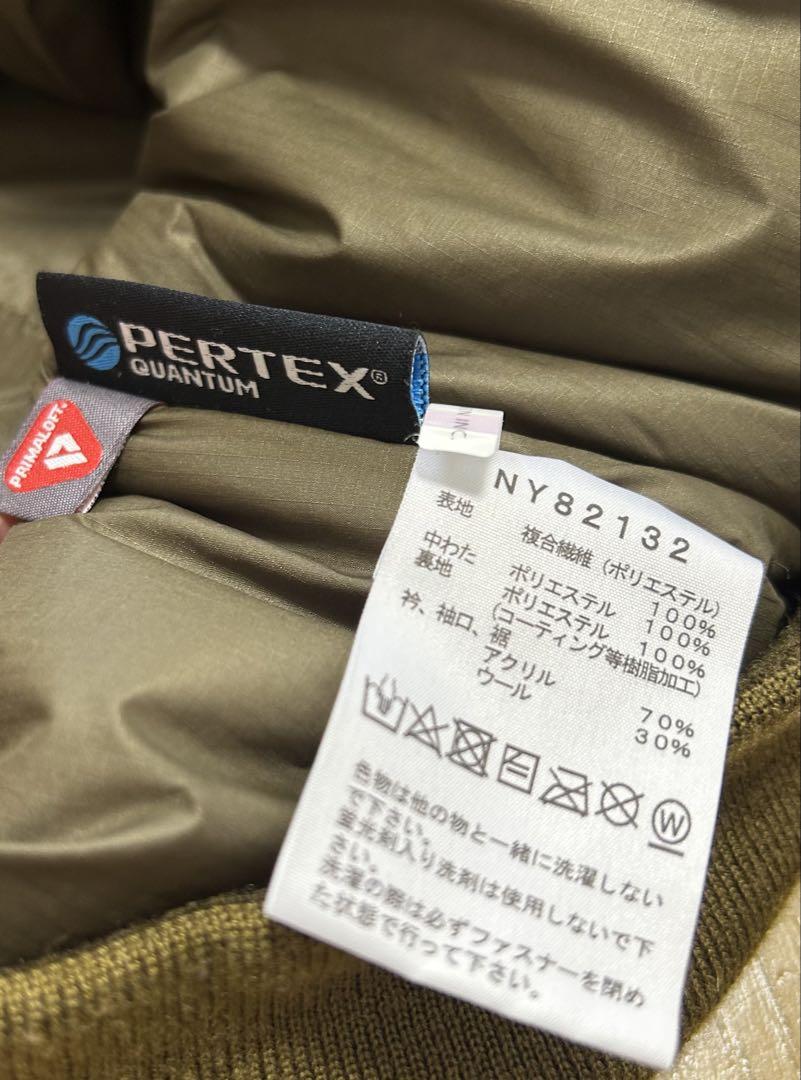 PERTEX®
QUANTUM
PRIMALOFT
N INC
NY82132
表地 複合繊維（ポリエステル）
100%
中わた ポリエステル 100%
裏地 ポリエステル 100%
（コーティング等樹脂加工）
衿、袖口、裾
アクリル 70%
ウール 30%
W
色物は他の物と一緒に洗濯しない
で下さい。
蛍光剤入り洗剤は使用しないで下
さい。
洗濯の際は必ずファスナーを閉め
た状態で行って下さい。